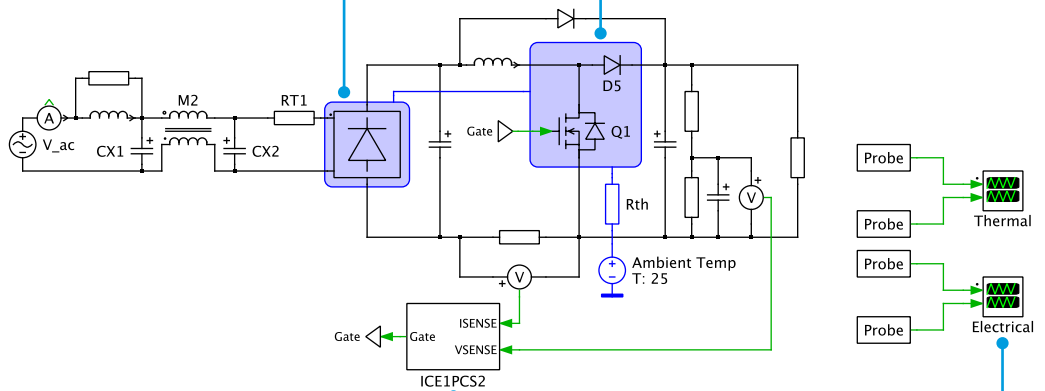 D5
M2
RT1
A
Gate
Q1
V_ac
CX1
CX2
Probe
V
Rth
Thermal
Probe
Ambient Temp
T: 25
Probe
V
ISENSE
Gate
Gate
Electrical
Probe
VSENSE
ICE1PCS2